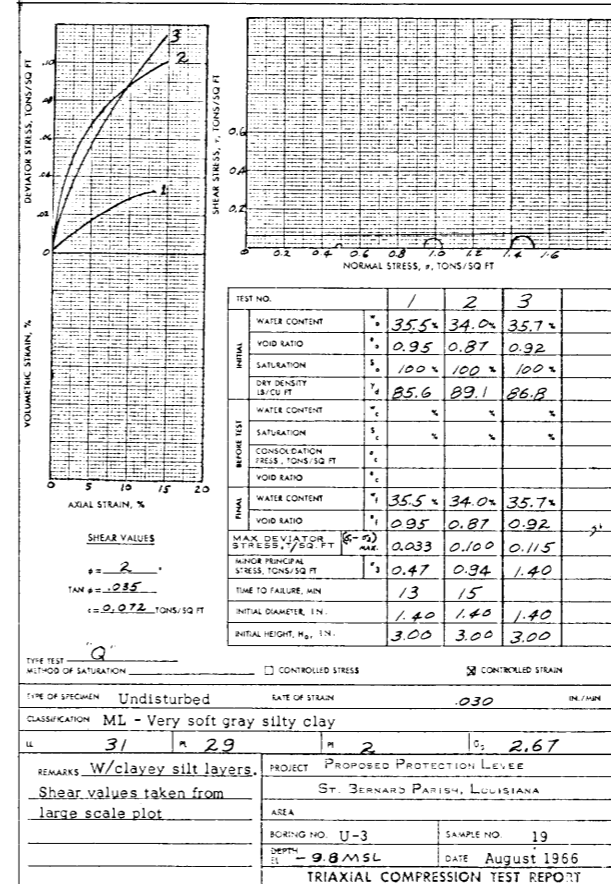 DEVIATOR STRESS, TONS/SQ FT
.10
.08
.06
.04
.02
0
3
2
1
SHEAR STRESS, τ, TONS/SQ FT
0.6
0.4
0.2
0 0.2 0.4 0.6 0.8 1.0 1.2 1.4 1.6
NORMAL STRESS, σ, TONS/SQ FT
VOLUMETRIC STRAIN, %
0 5 10 15 20
AXIAL STRAIN, %
SHEAR VALUES
φ = 2 °
TAN φ = .035
c = 0.072 TONS/SQ FT
TEST NO. 1 2 3
INITIAL
WATER CONTENT w₀ 35.5% 34.0% 35.7%
VOID RATIO e₀ 0.95 0.87 0.92
SATURATION S₀ 100% 100% 100%
DRY DENSITY LB/CU FT γd 85.6 89.1 86.8
BEFORE TEST
WATER CONTENT wc % % %
SATURATION Sc % % %
CONSOLIDATION PRESS., TONS/SQ FT σc
VOID RATIO ec
FINAL
WATER CONTENT wf 35.5% 34.0% 35.7%
VOID RATIO ef 0.95 0.87 0.92
MAX DEVIATOR STRESS, T/SQ. FT (σ₁-σ₃) MAX. 0.033 0.100 0.115
MINOR PRINCIPAL STRESS, TONS/SQ FT σ₃ 0.47 0.94 1.40
TIME TO FAILURE, MIN 13 15
INITIAL DIAMETER, IN. 1.40 1.40 1.40
INITIAL HEIGHT, H₀, IN. 3.00 3.00 3.00
TYPE TEST "Q"
METHOD OF SATURATION
☐ CONTROLLED STRESS ☒ CONTROLLED STRAIN
TYPE OF SPECIMEN Undisturbed RATE OF STRAIN .030 IN./MIN
CLASSIFICATION ML - Very soft gray silty clay
LL 31 PL 29 PI 2 Gs 2.67
REMARKS W/clayey silt layers.
Shear values taken from
large scale plot
PROJECT PROPOSED PROTECTION LEVEE
ST. BERNARD PARISH, LOUISIANA
AREA
BORING NO. U-3 SAMPLE NO. 19
DEPTH EL -9.8 MSL DATE August 1966
TRIAXIAL COMPRESSION TEST REPORT